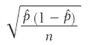 √(p̂ (1 − p̂) / n)